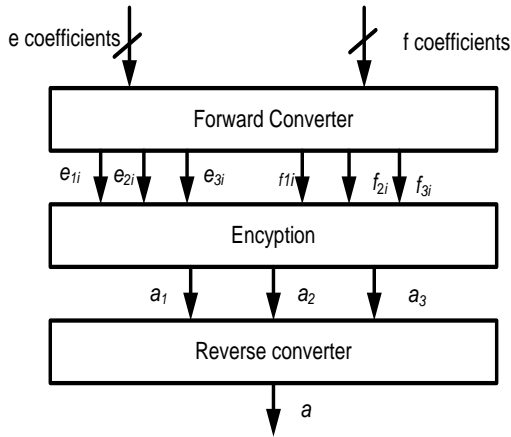 e coefficients
f coefficients
Forward Converter
e1i e2i e3i f1i f2i f3i
Encyption
a1 a2 a3
Reverse converter
a